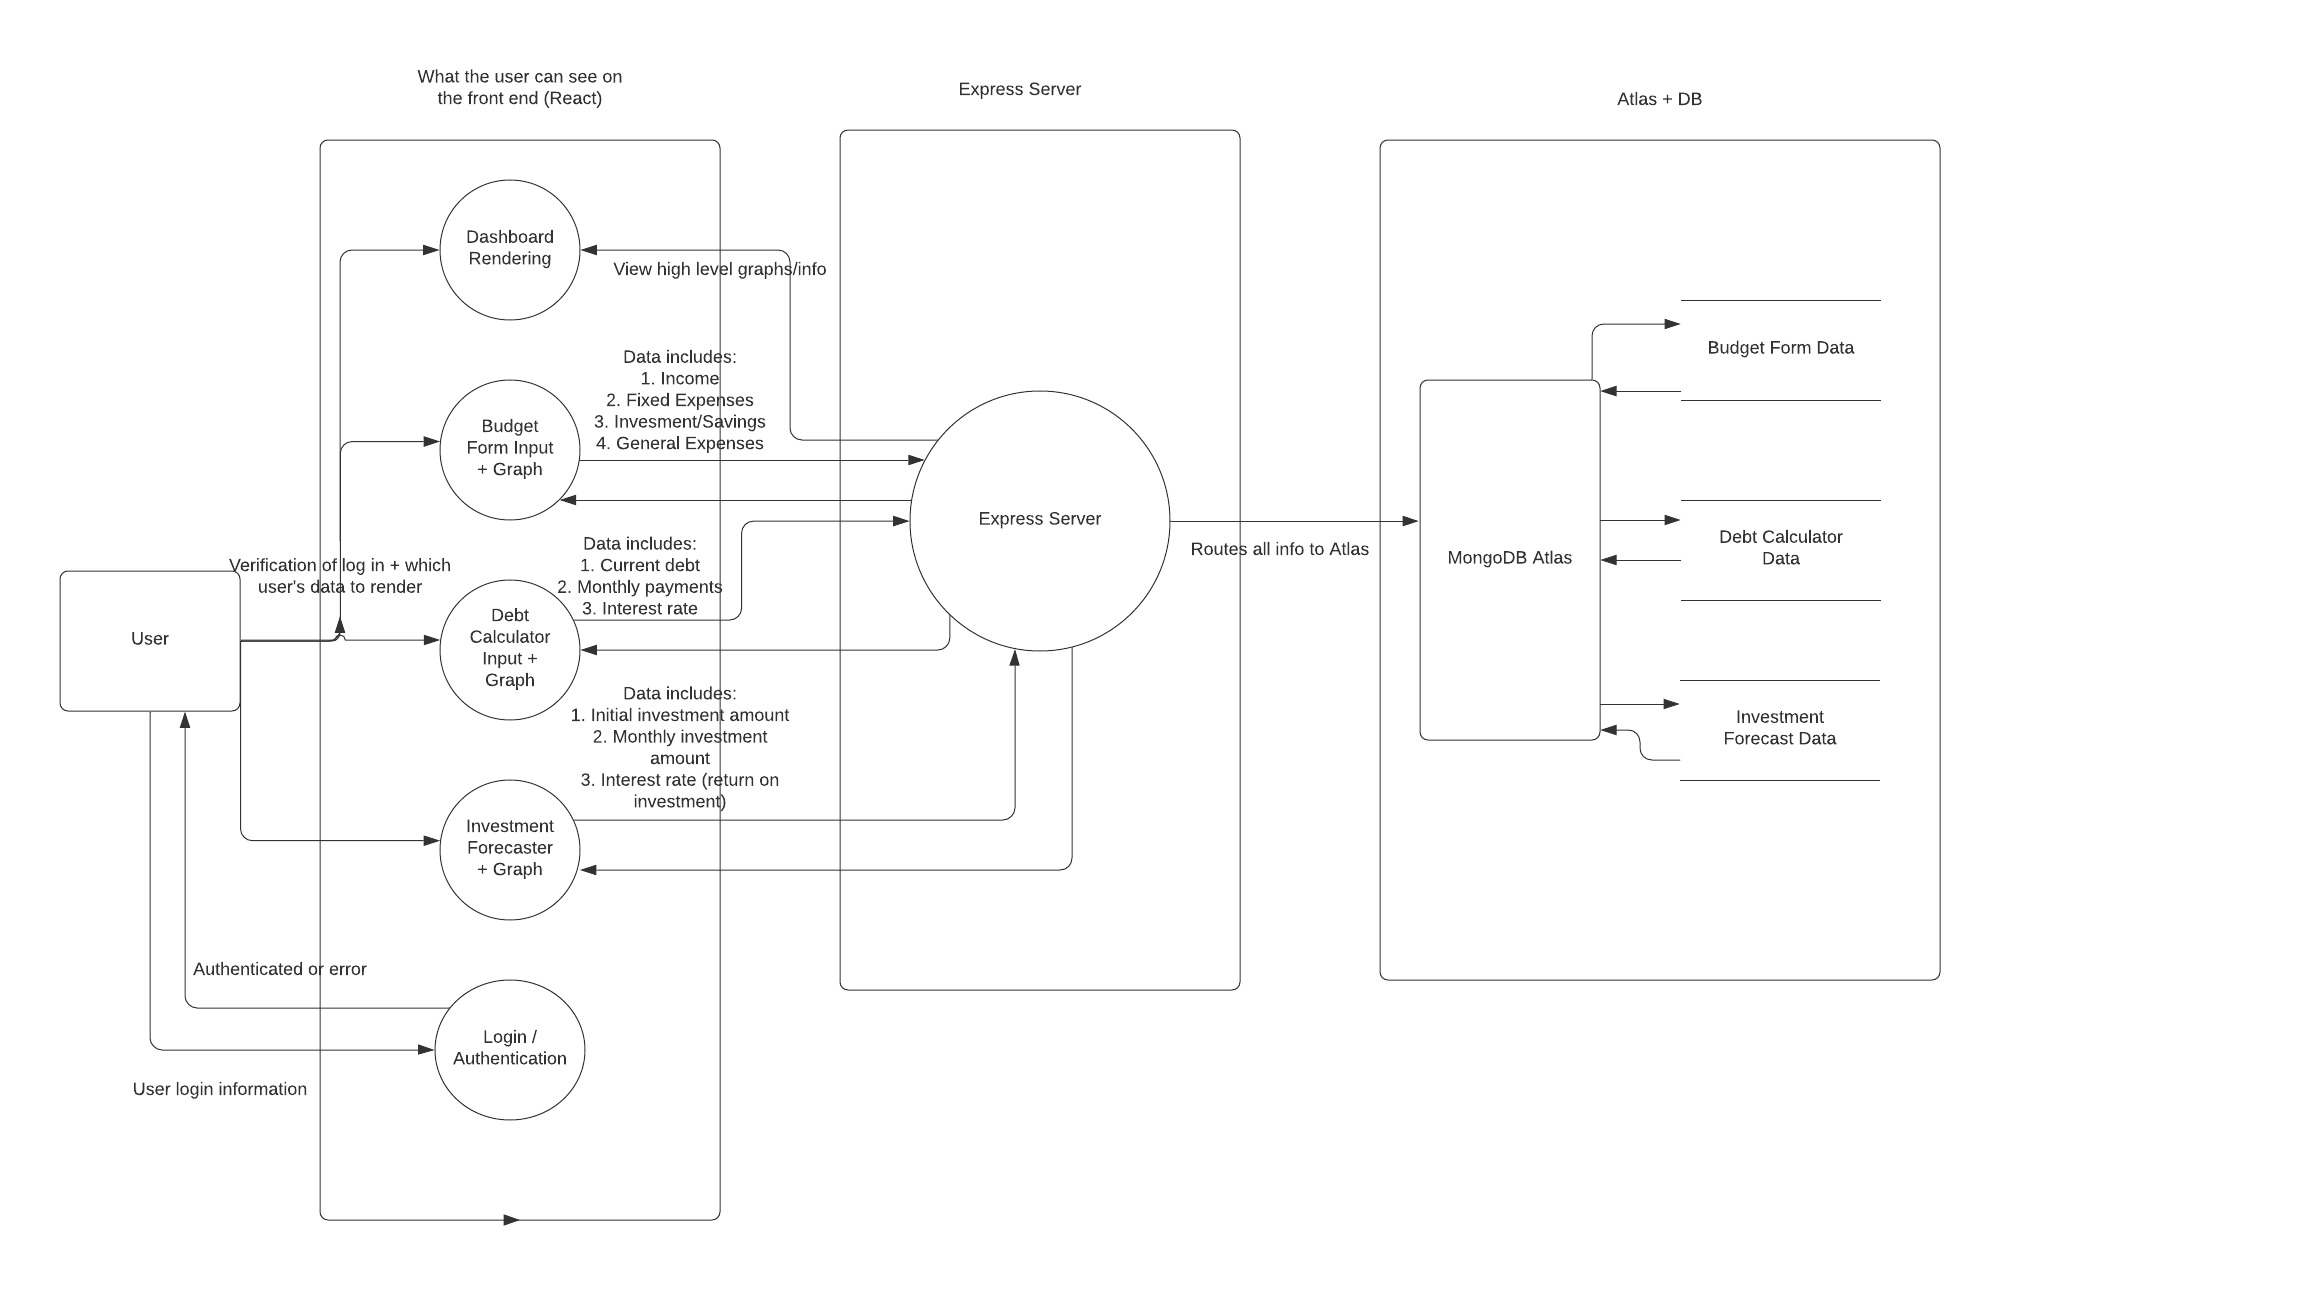 What the user can see on
the front end (React)
Express Server
Atlas + DB
Dashboard
Rendering
View high level graphs/info
Data includes:
1. Income
2. Fixed Expenses
3. Invesment/Savings
4. General Expenses
Budget
Form Input
+ Graph
Budget Form Data
Express Server
Routes all info to Atlas
MongoDB Atlas
Debt Calculator
Data
Data includes:
1. Current debt
2. Monthly payments
3. Interest rate
Verification of log in + which
user's data to render
User
Debt
Calculator
Input +
Graph
Data includes:
1. Initial investment amount
2. Monthly investment
amount
3. Interest rate (return on
investment)
Investment
Forecast Data
Investment
Forecaster
+ Graph
Authenticated or error
Login /
Authentication
User login information